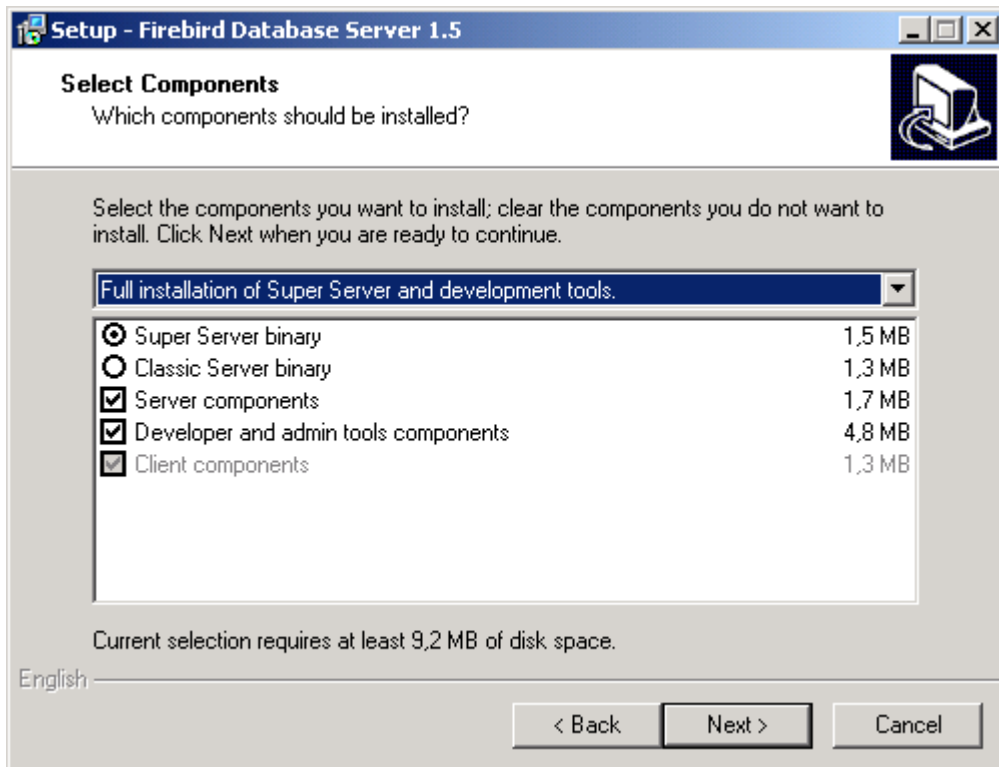 Setup - Firebird Database Server 1.5
Select Components
Which components should be installed?
Select the components you want to install; clear the components you do not want to
install. Click Next when you are ready to continue.
Full installation of Super Server and development tools.
Super Server binary 1,5 MB
Classic Server binary 1,3 MB
Server components 1,7 MB
Developer and admin tools components 4,8 MB
Client components 1,3 MB
Current selection requires at least 9,2 MB of disk space.
English
< Back Next > Cancel